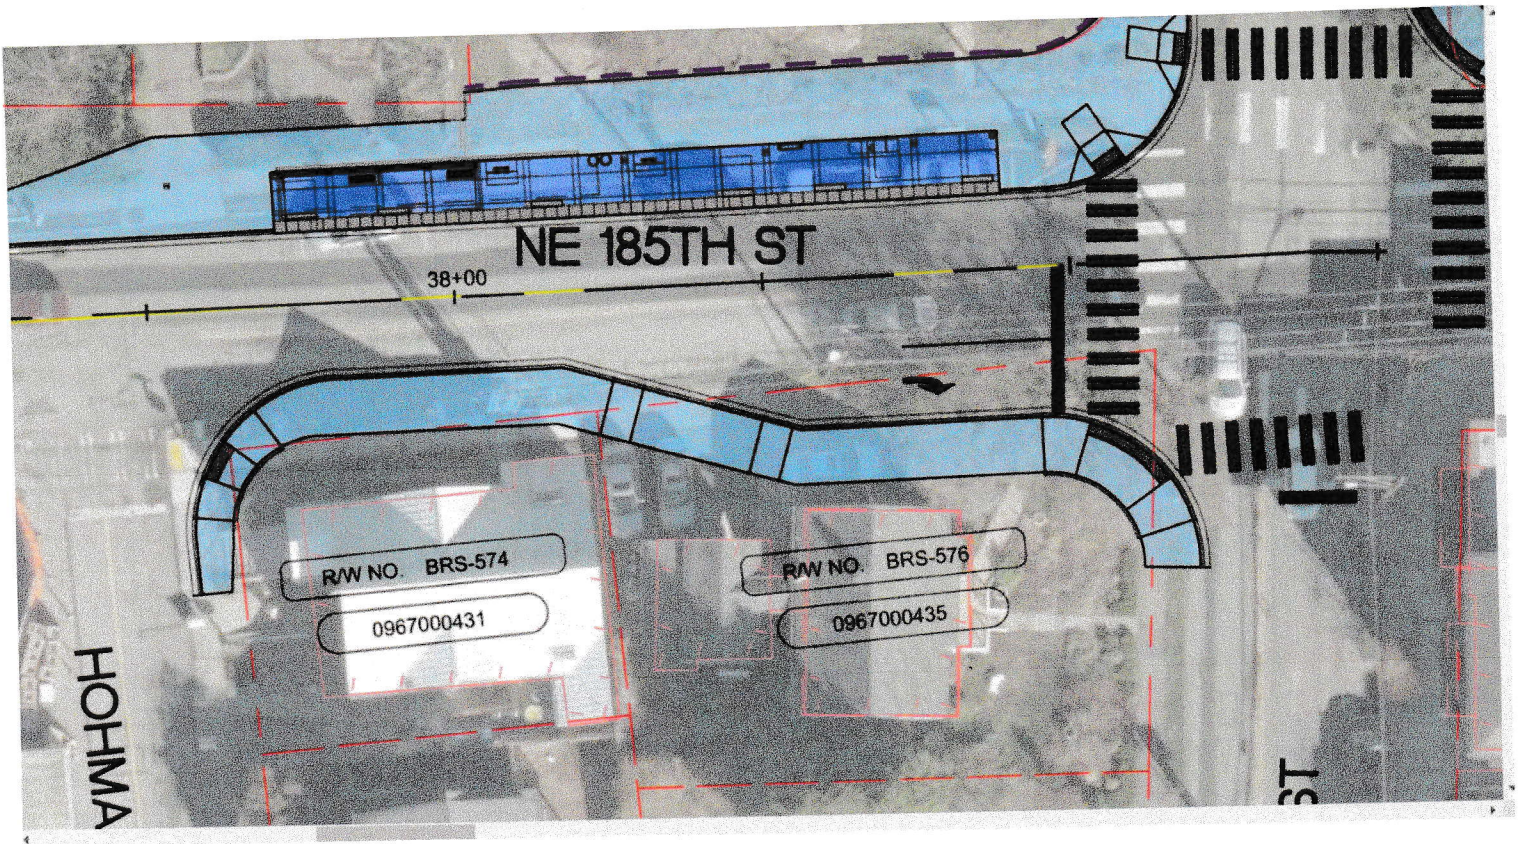 NE 185TH ST
38+00
R/W NO. BRS-574
0967000431
R/W NO. BRS-576
0967000435
HOHMA
ST